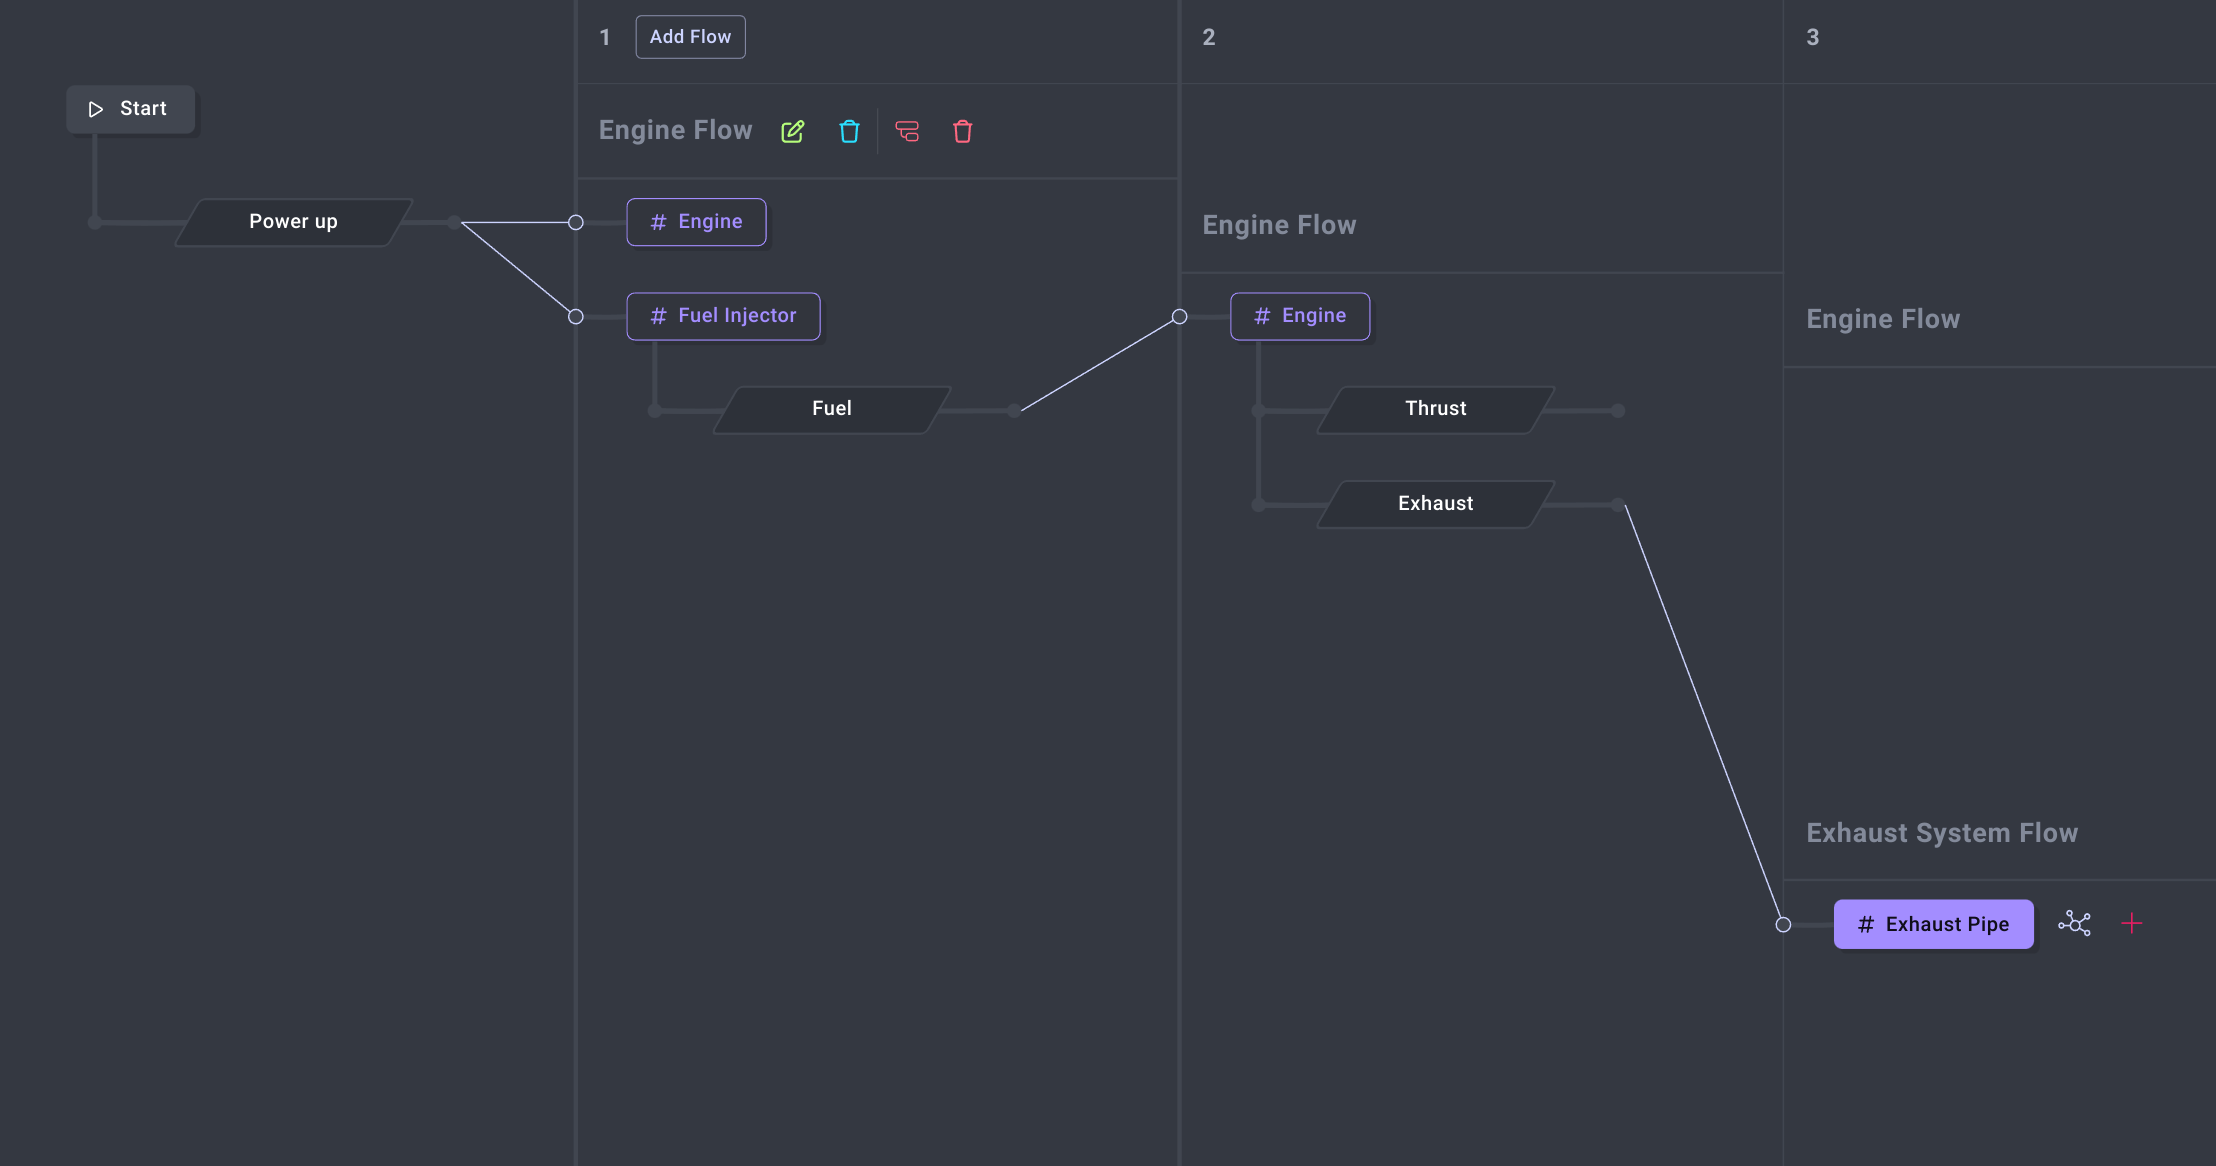 1 Add Flow 2 3
Start
Engine Flow
Power up
# Engine
Engine Flow
# Fuel Injector
# Engine
Engine Flow
Fuel
Thrust
Exhaust
Exhaust System Flow
# Exhaust Pipe